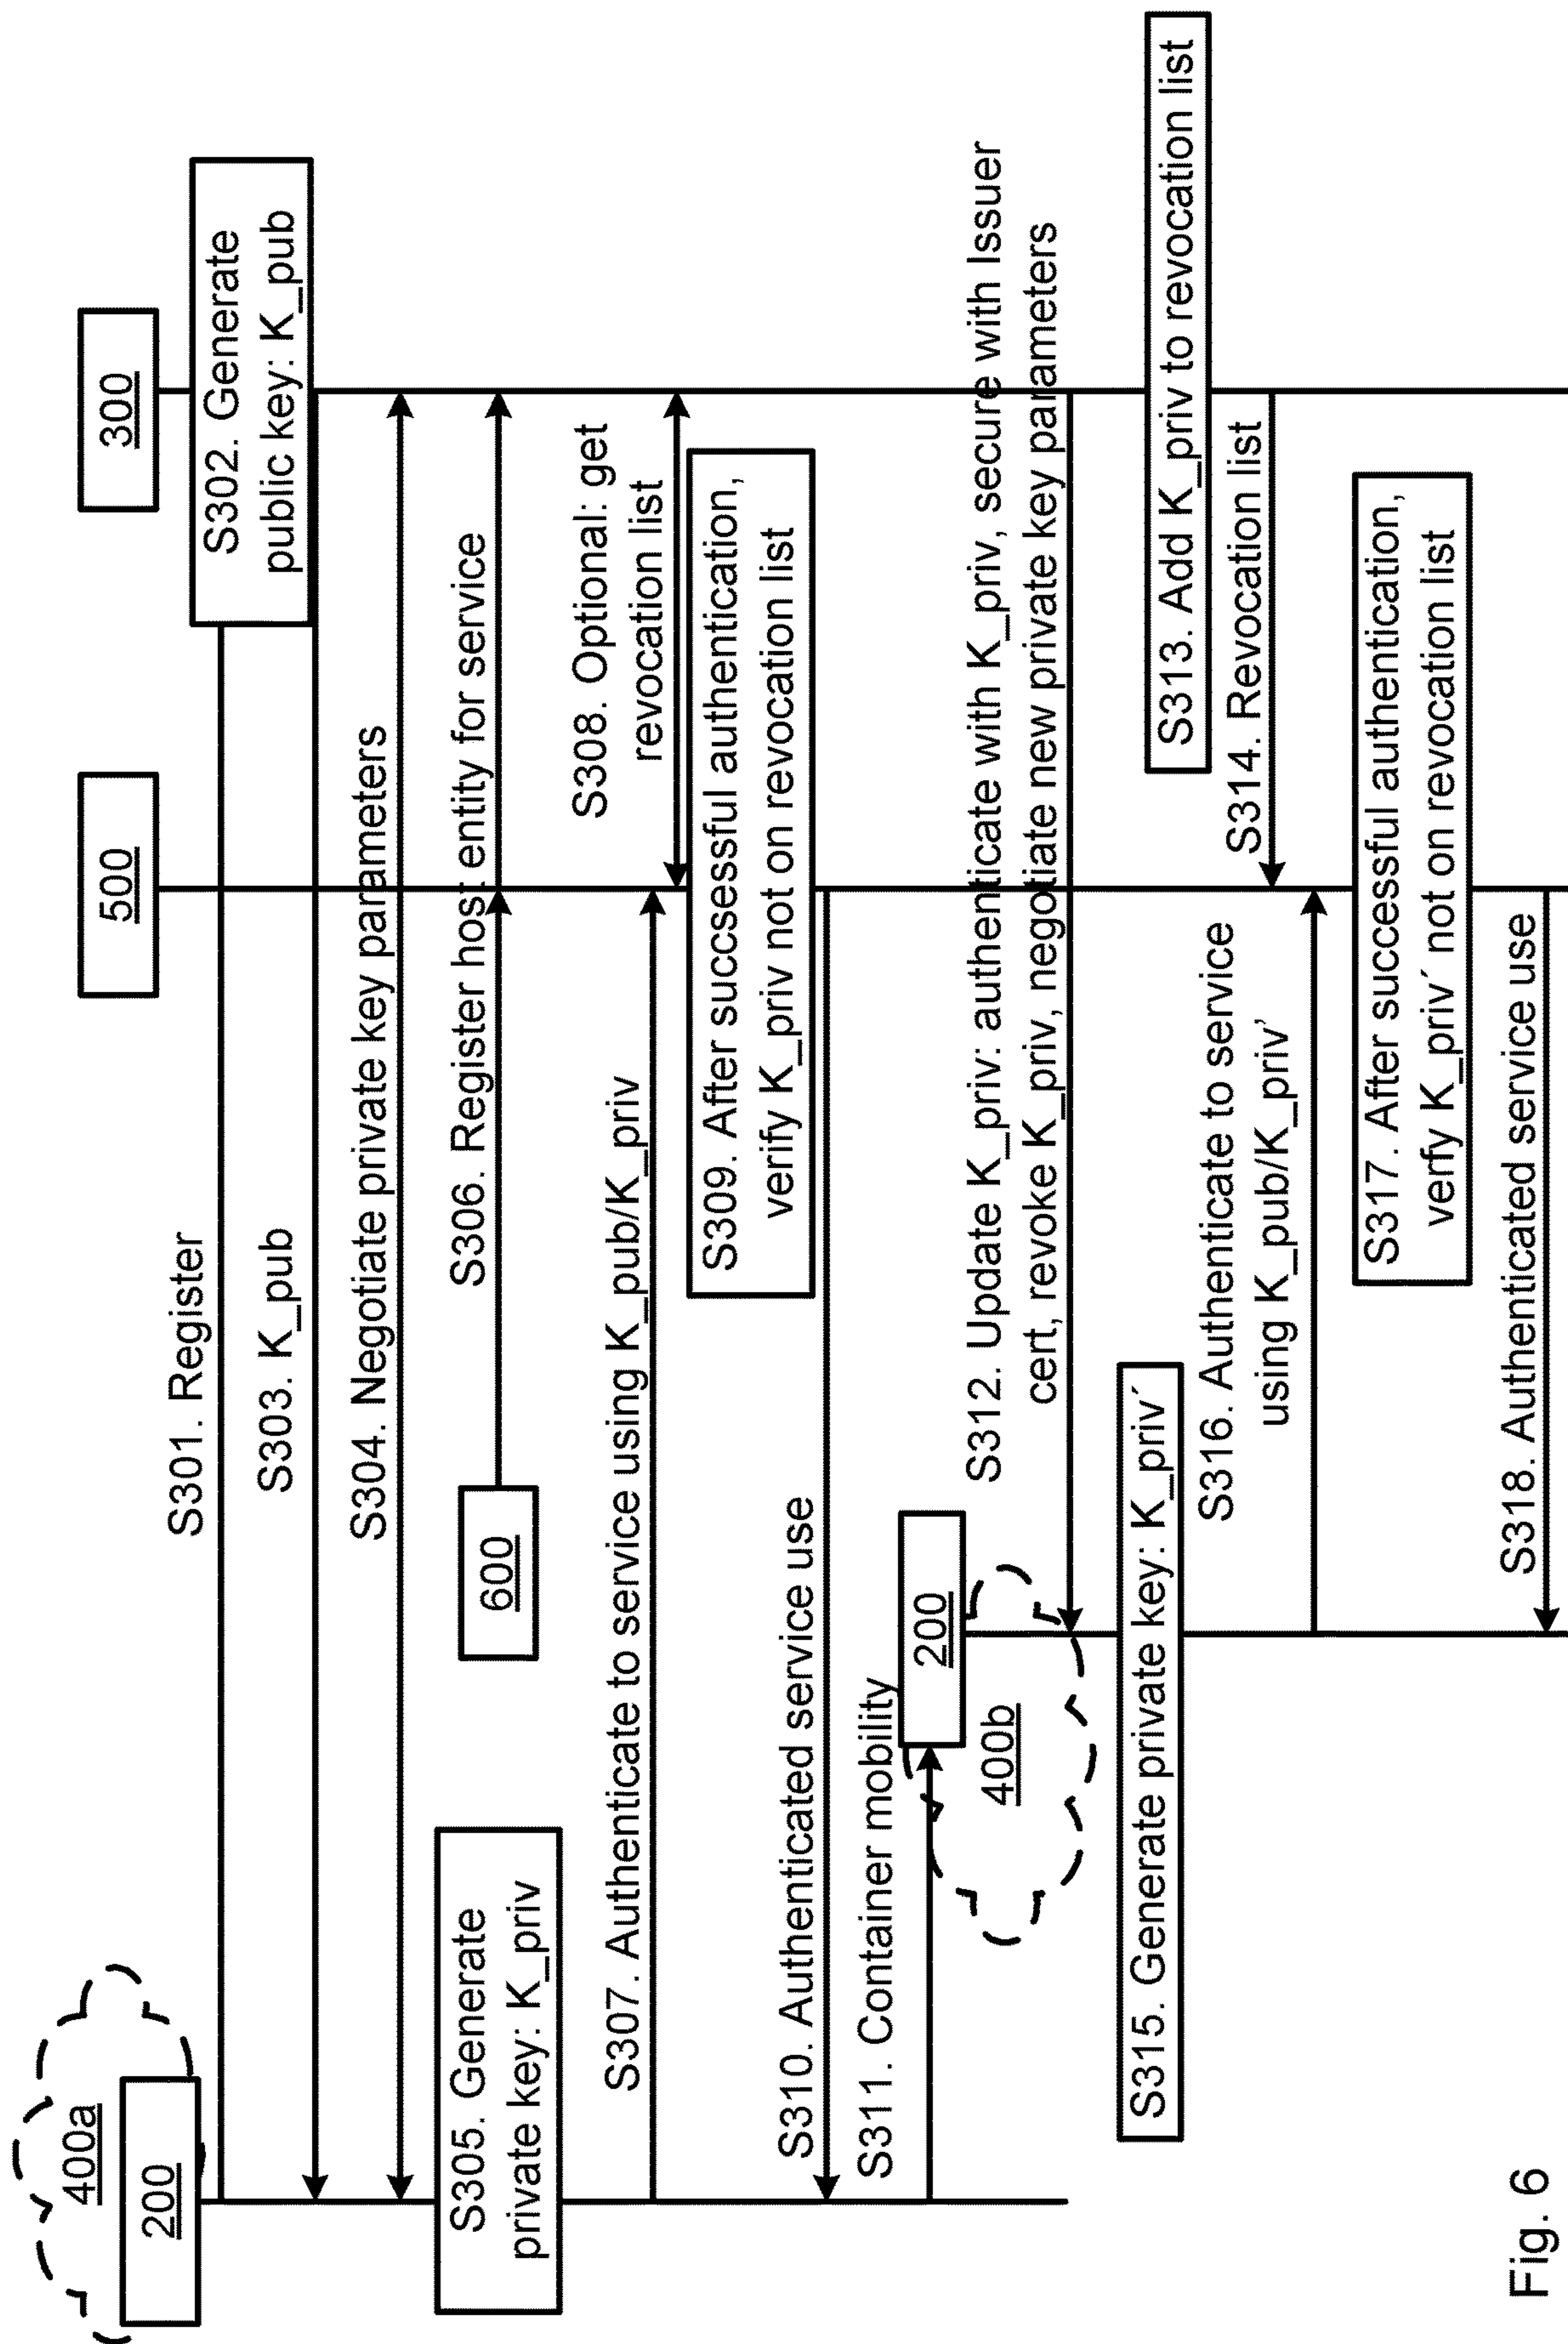 400a
200
600
500
300
S301. Register
S302. Generate
public key: K_pub
S303. K_pub
S304. Negotiate private key parameters
S305. Generate
private key: K_priv
S306. Register host entity for service
S307. Authenticate to service using K_pub/K_priv
S308. Optional: get
revocation list
S309. After succsessful authentication,
verify K_priv not on revocation list
S310. Authenticated service use
S311. Container mobility
200
400b
S312. Update K_priv: authenticate with K_priv, secure with Issuer
cert, revoke K_priv, negotiate new private key parameters
S313. Add K_priv to revocation list
S314. Revocation list
S315. Generate private key: K_priv´
S316. Authenticate to service
using K_pub/K_priv’
S317. After successful authentication,
verfy K_priv´ not on revocation list
S318. Authenticated service use
Fig. 6